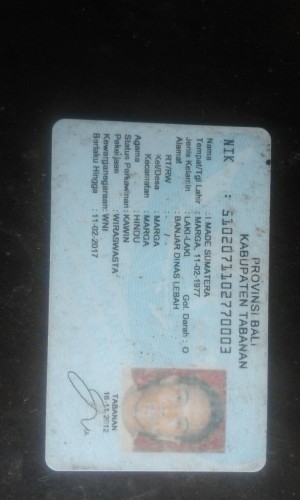 PROVINSI BALI
KABUPATEN TABANAN
NIK : 5102071102770003
Nama : I MADE SUMATERA
Tempat/Tgl Lahir : MARGA, 11-02-1977
Jenis Kelamin : LAKI-LAKI Gol. Darah : O
Alamat : BANJAR DINAS LEBAH
RT/RW : - / -
Kel/Desa : MARGA
Kecamatan : MARGA
Agama : HINDU
Status Perkawinan: KAWIN
Pekerjaan : WIRASWASTA
Kewarganegaraan: WNI
Berlaku Hingga : 11-02-2017
TABANAN
16-11-2012